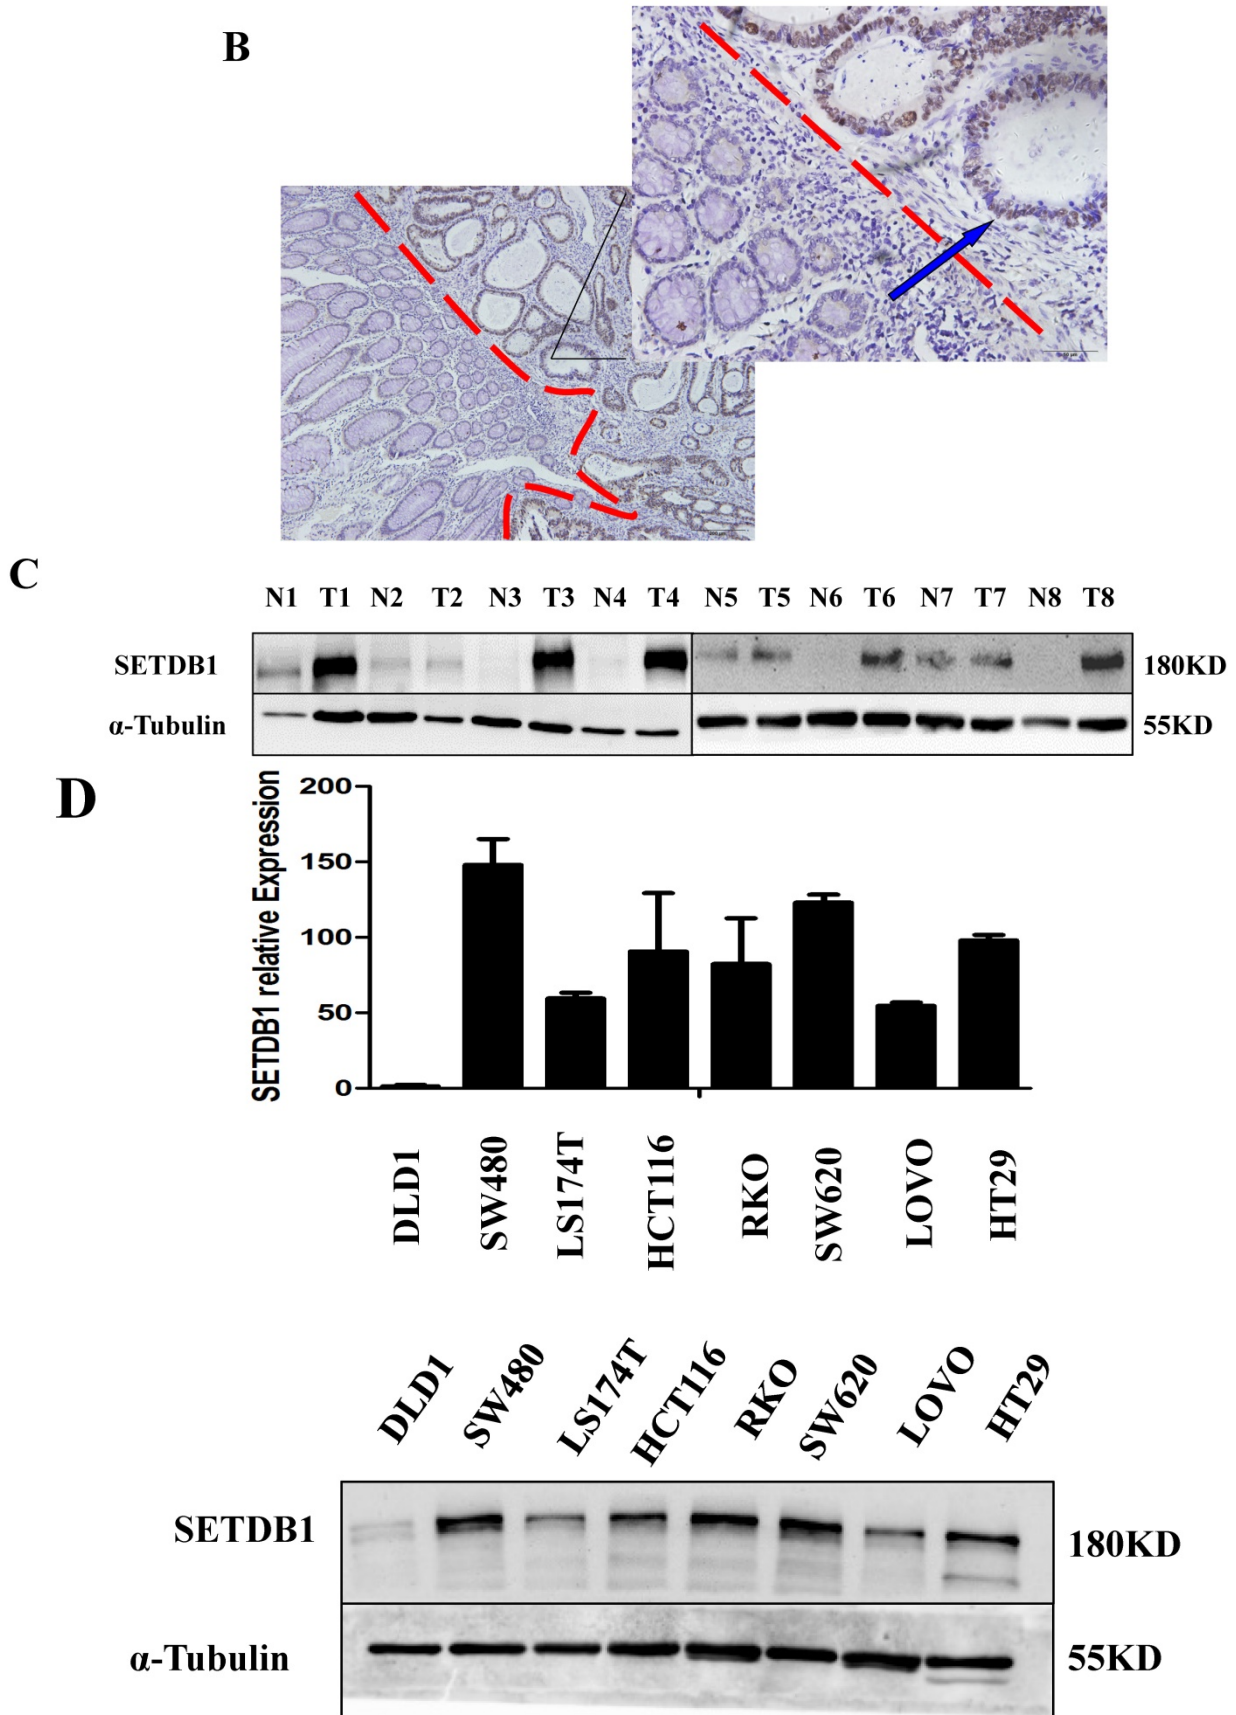 B
C
N1 T1 N2 T2 N3 T3 N4 T4 N5 T5 N6 T6 N7 T7 N8 T8
SETDB1 180KD
α-Tubulin 55KD
D
SETDB1 relative Expression
200
150
100
50
0
DLD1 SW480 LS174T HCT116 RKO SW620 LOVO HT29
DLD1 SW480 LS174T HCT116 RKO SW620 LOVO HT29
SETDB1 180KD
α-Tubulin 55KD